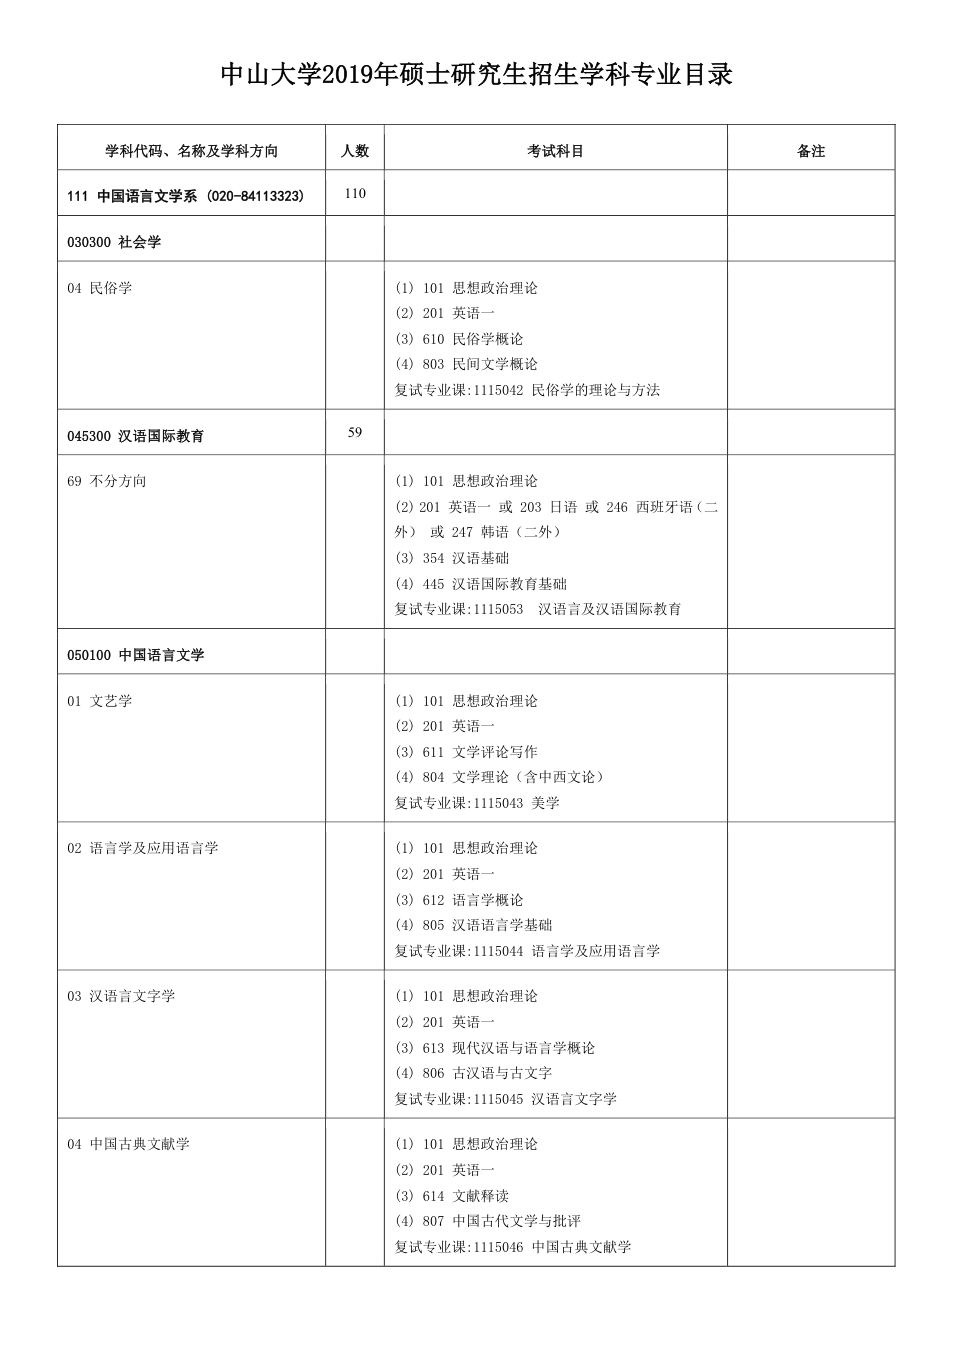 中山大学2019年硕士研究生招生学科专业目录
学科代码、名称及学科方向 人数 考试科目 备注
111 中国语言文学系 (020-84113323) 110
030300 社会学
04 民俗学 (1) 101 思想政治理论
(2) 201 英语一
(3) 610 民俗学概论
(4) 803 民间文学概论
复试专业课:1115042 民俗学的理论与方法
045300 汉语国际教育 59
69 不分方向 (1) 101 思想政治理论
(2) 201 英语一 或 203 日语 或 246 西班牙语（二
外） 或 247 韩语（二外）
(3) 354 汉语基础
(4) 445 汉语国际教育基础
复试专业课:1115053 汉语言及汉语国际教育
050100 中国语言文学
01 文艺学 (1) 101 思想政治理论
(2) 201 英语一
(3) 611 文学评论写作
(4) 804 文学理论（含中西文论）
复试专业课:1115043 美学
02 语言学及应用语言学 (1) 101 思想政治理论
(2) 201 英语一
(3) 612 语言学概论
(4) 805 汉语语言学基础
复试专业课:1115044 语言学及应用语言学
03 汉语言文字学 (1) 101 思想政治理论
(2) 201 英语一
(3) 613 现代汉语与语言学概论
(4) 806 古汉语与古文字
复试专业课:1115045 汉语言文字学
04 中国古典文献学 (1) 101 思想政治理论
(2) 201 英语一
(3) 614 文献释读
(4) 807 中国古代文学与批评
复试专业课:1115046 中国古典文献学